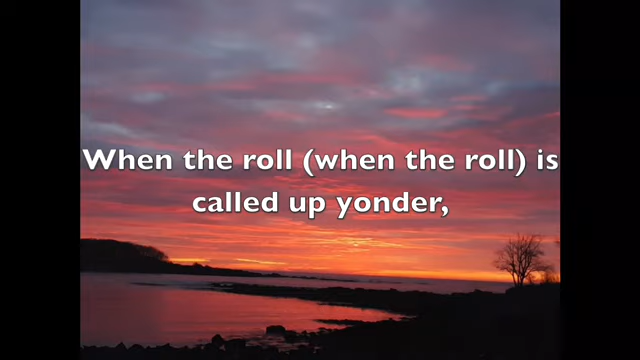 When the roll (when the roll) is
called up yonder,